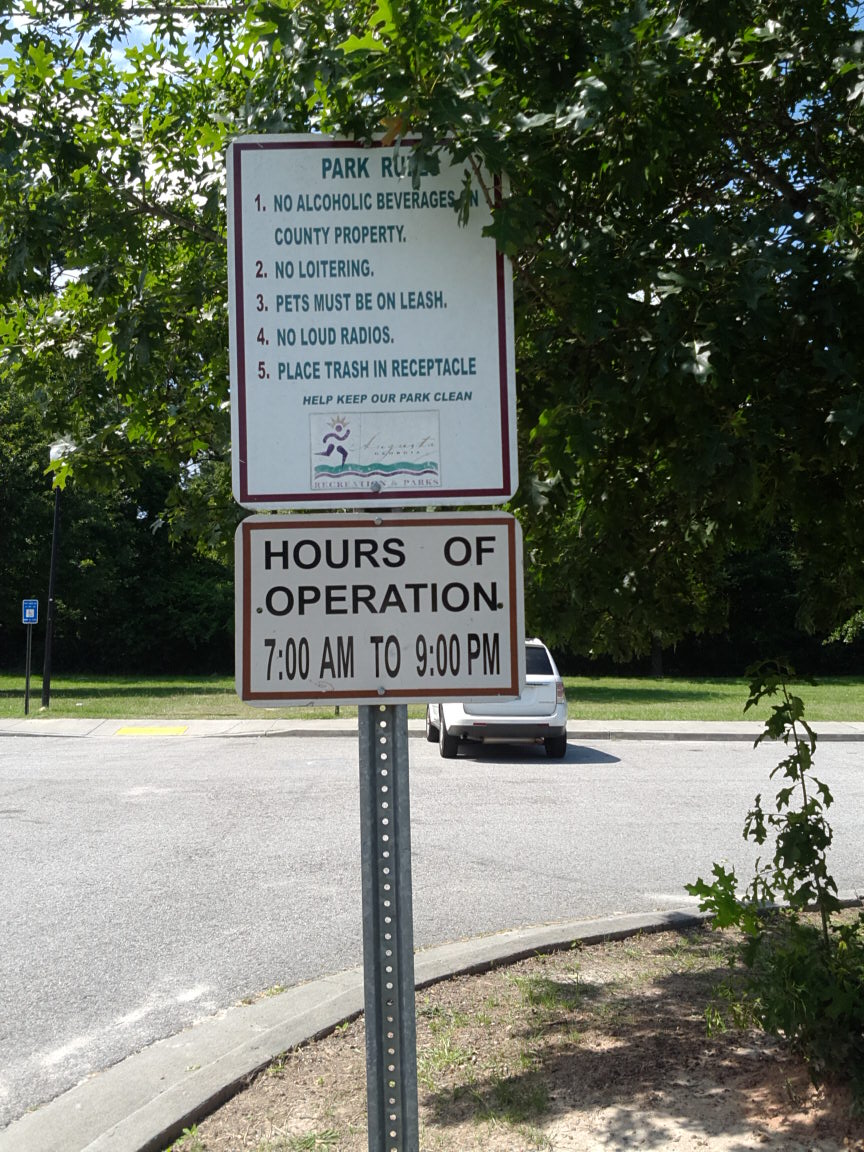 PARK RULES
1. NO ALCOHOLIC BEVERAGES ON
COUNTY PROPERTY.
2. NO LOITERING.
3. PETS MUST BE ON LEASH.
4. NO LOUD RADIOS.
5. PLACE TRASH IN RECEPTACLE
HELP KEEP OUR PARK CLEAN
Augusta
GEORGIA
RECREATION & PARKS
HOURS OF
OPERATION
7:00 AM TO 9:00 PM